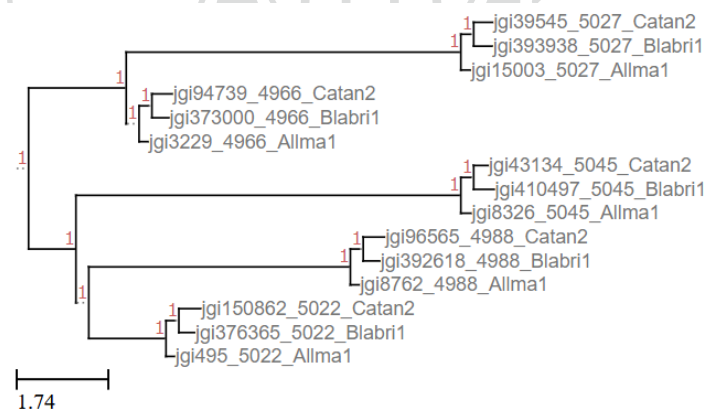 1
jgi39545_5027_Catan2
1
jgi393938_5027_Blabri1
jgi15003_5027_Allma1
1
1
jgi94739_4966_Catan2
1
jgi373000_4966_Blabri1
jgi3229_4966_Allma1
1
1
jgi43134_5045_Catan2
1
jgi410497_5045_Blabri1
jgi8326_5045_Allma1
1
1
jgi96565_4988_Catan2
1
jgi392618_4988_Blabri1
jgi8762_4988_Allma1
1
1
jgi150862_5022_Catan2
1
jgi376365_5022_Blabri1
jgi495_5022_Allma1
1.74